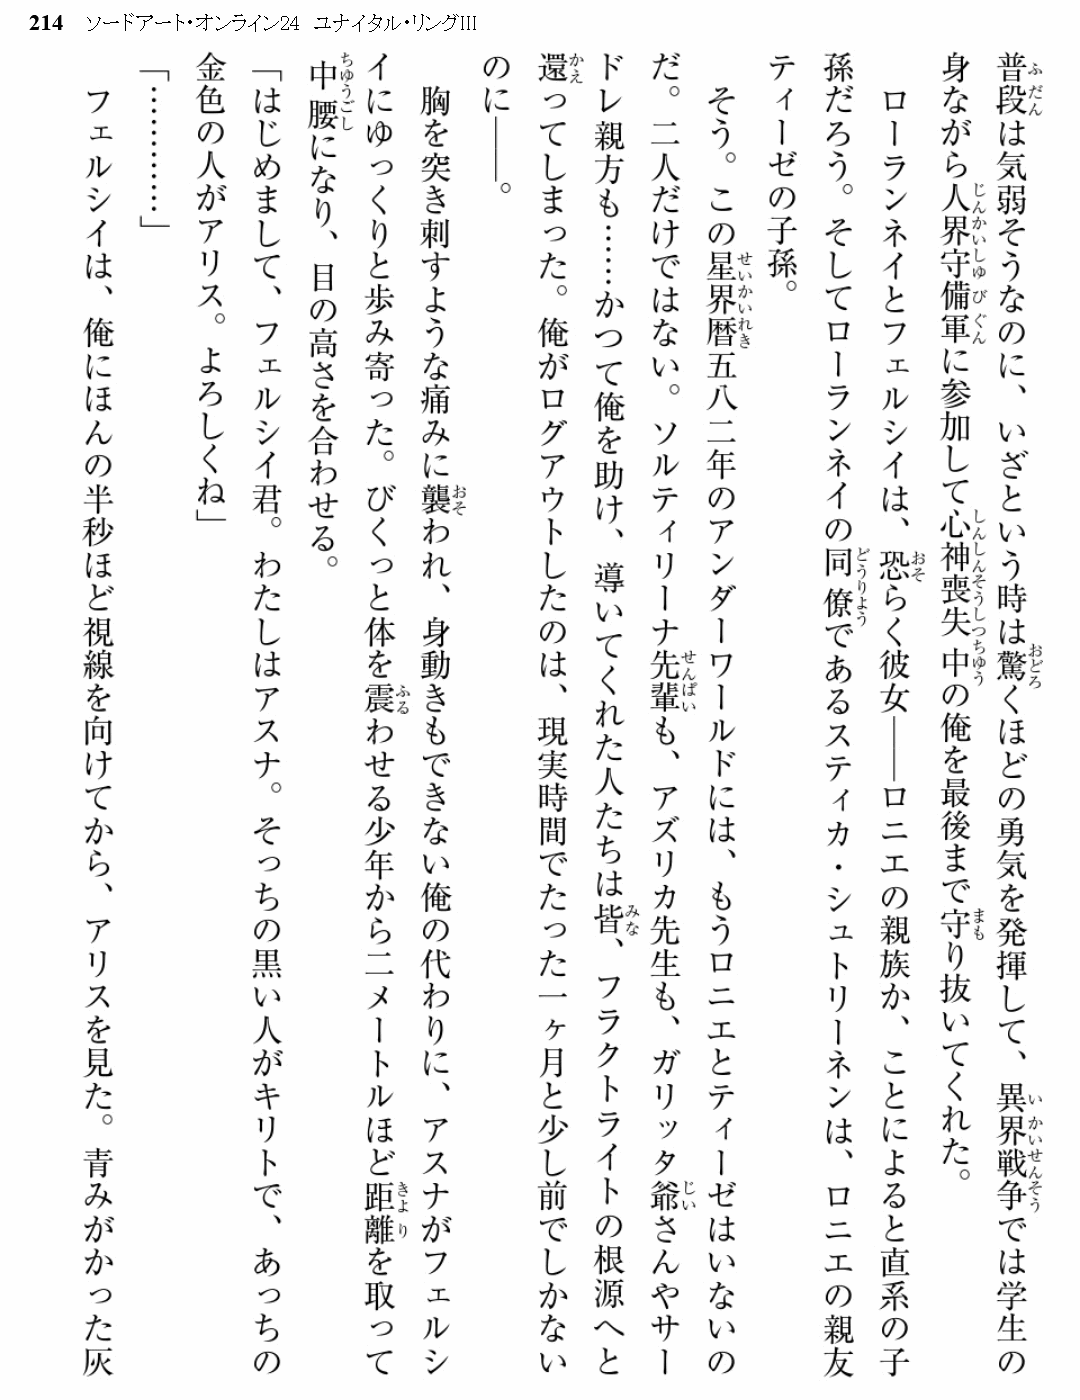 214 ソードアート・オンライン24 ユナイタル・リングIII
普段は気弱そうなのに、いざという時は驚くほどの勇気を発揮して、異界戦争では学生の
身ながら人界守備軍に参加して心神喪失中の俺を最後まで守り抜いてくれた。
ローランネイとフェルシイは、恐らく彼女――ロニエの親族か、ことによると直系の子
孫だろう。そしてローランネイの同僚であるスティカ・シュトリーネンは、ロニエの親友
ティーゼの子孫。
そう。この星界暦五八二年のアンダーワールドには、もうロニエとティーゼはいないの
だ。二人だけではない。ソルティリーナ先輩も、アズリカ先生も、ガリッタ爺さんやサー
ドレ親方も……かつて俺を助け、導いてくれた人たちは皆、フラクトライトの根源へと
還ってしまった。俺がログアウトしたのは、現実時間でたった一ヶ月と少し前でしかない
のに――。
胸を突き刺すような痛みに襲われ、身動きもできない俺の代わりに、アスナがフェルシ
イにゆっくりと歩み寄った。びくっと体を震わせる少年から二メートルほど距離を取って
中腰になり、目の高さを合わせる。
「はじめまして、フェルシイ君。わたしはアスナ。そっちの黒い人がキリトで、あっちの
金色の人がアリス。よろしくね」
「…………」
フェルシイは、俺にほんの半秒ほど視線を向けてから、アリスを見た。青みがかった灰